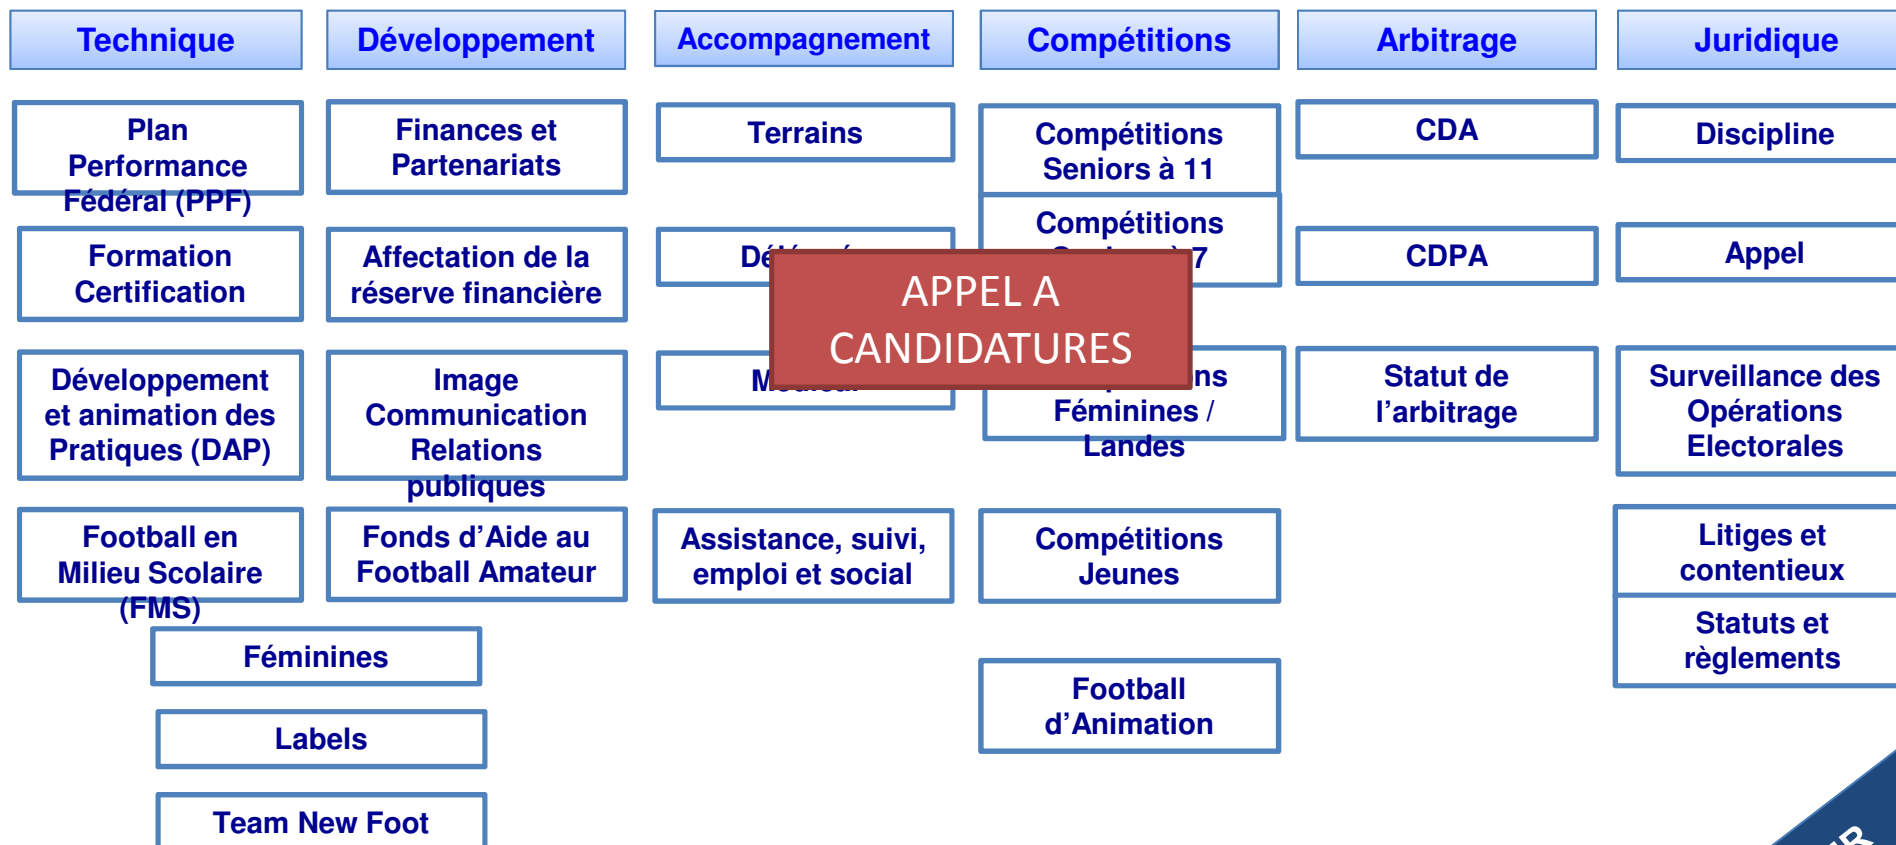 Technique
Développement
Accompagnement
Compétitions
Arbitrage
Juridique
Plan
Performance
Fédéral (PPF)
Formation
Certification
Développement
et animation des
Pratiques (DAP)
Football en
Milieu Scolaire
(FMS)
Finances et
Partenariats
Affectation de la
réserve financière
Image
Communication
Relations
publiques
Fonds d’Aide au
Football Amateur
Féminines
Labels
Team New Foot
Terrains
Assistance, suivi,
emploi et social
Compétitions
Seniors à 11
Compétitions
7
APPEL A
CANDIDATURES
Féminines /
Landes
Compétitions
Jeunes
Football
d’Animation
CDA
CDPA
Statut de
l’arbitrage
Discipline
Appel
Surveillance des
Opérations
Electorales
Litiges et
contentieux
Statuts et
règlements